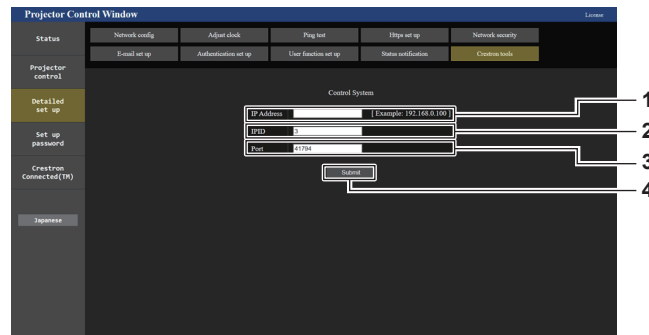 Projector Control Window License
Status
Network config Adjust clock Ping test Https set up Network security
E-mail set up Authentication set up User function set up Status notification Crestron tools
Projector
control
Detailed
set up
Set up
password
Crestron
Connected(TM)
Japanese
Control System
IP Address [ Example: 192.168.0.100 ]
IPID 3
Port 41794
Submit
1
2
3
4